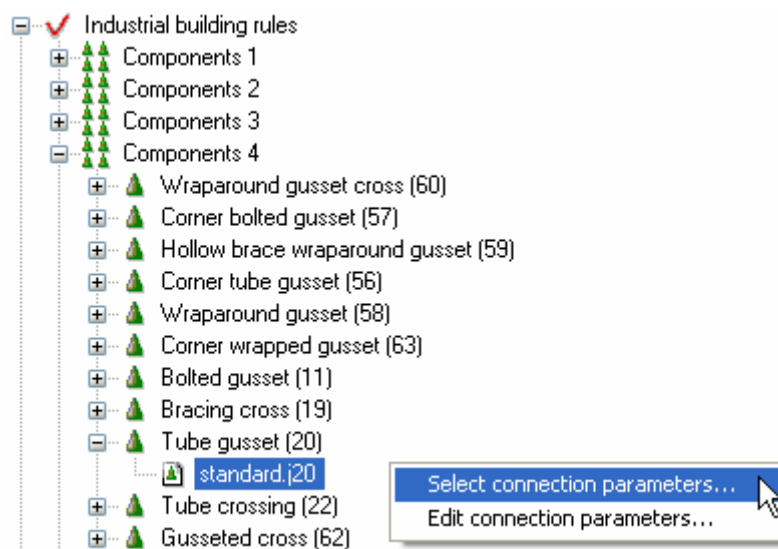 Industrial building rules
Components 1
Components 2
Components 3
Components 4
Wraparound gusset cross (60)
Corner bolted gusset (57)
Hollow brace wraparound gusset (59)
Corner tube gusset (56)
Wraparound gusset (58)
Corner wrapped gusset (63)
Bolted gusset (11)
Bracing cross (19)
Tube gusset (20)
standard.j20
Select connection parameters...
Tube crossing (22)
Edit connection parameters...
Gusseted cross (62)